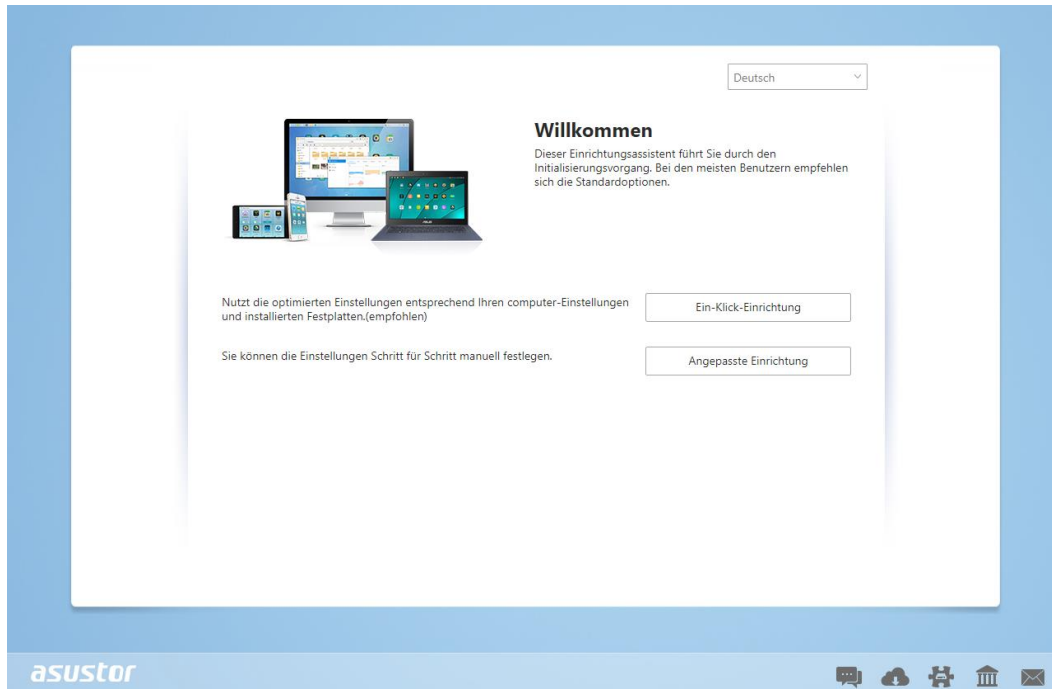 Deutsch
Willkommen
Dieser Einrichtungsassistent führt Sie durch den
Initialisierungsvorgang. Bei den meisten Benutzern empfehlen
sich die Standardoptionen.
Nutzt die optimierten Einstellungen entsprechend Ihren computer-Einstellungen
und installierten Festplatten.(empfohlen)
Ein-Klick-Einrichtung
Sie können die Einstellungen Schritt für Schritt manuell festlegen.
Angepasste Einrichtung
asustor